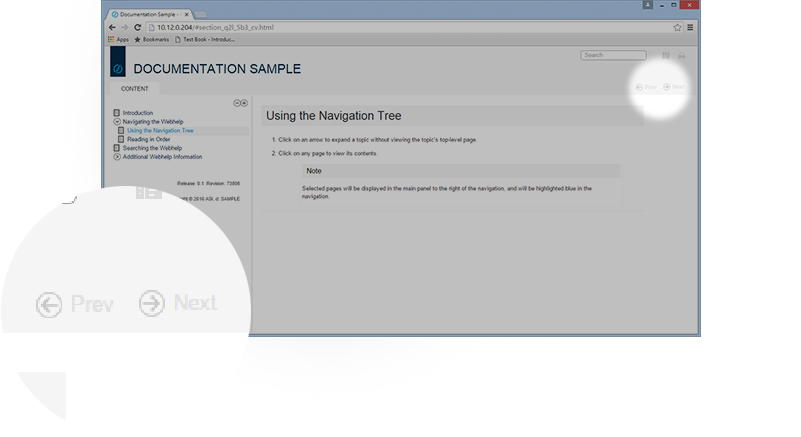 Documentation Sample -
10.12.0.204/#section_q2l_5b3_cv.html
Apps Bookmarks Test Book - Introduc...
Search
DOCUMENTATION SAMPLE
CONTENT
Prev Next
Introduction
Navigating the Webhelp
Using the Navigation Tree
Reading in Order
Searching the Webhelp
Additional Webhelp Information
Release: 9.1 Revision: 73806
© 2016 ASI, d: SAMPLE
Using the Navigation Tree
1. Click on an arrow to expand a topic without viewing the topic's top-level page.
2. Click on any page to view its contents.
Note
Selected pages will be displayed in the main panel to the right of the navigation, and will be highlighted blue in the
navigation.
Prev Next